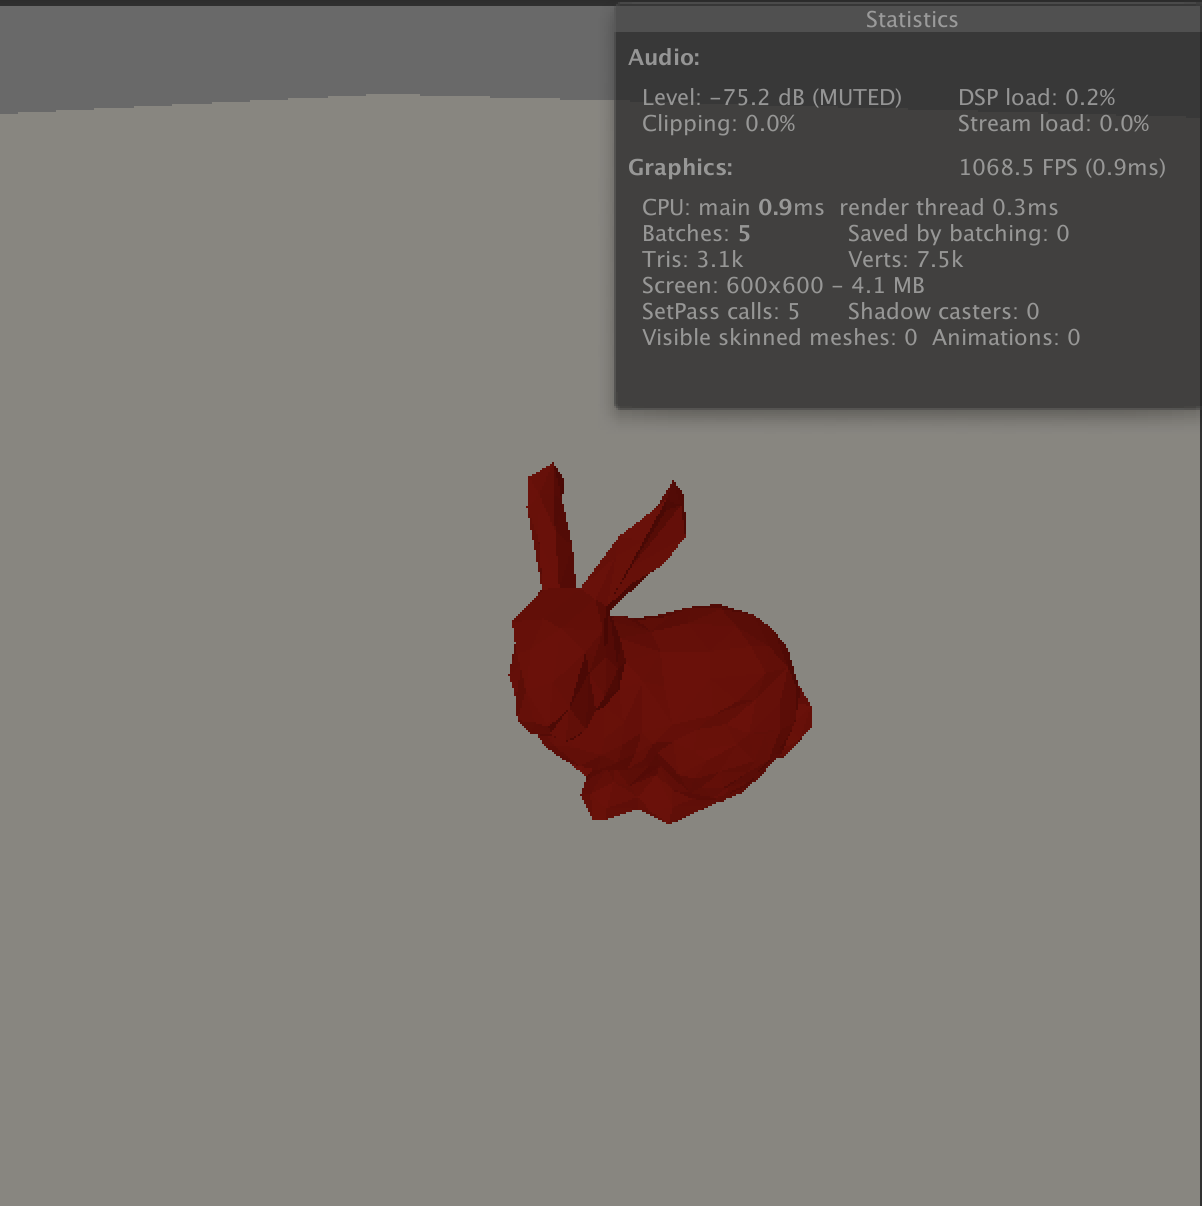 Statistics
Audio:
Level: −75.2 dB (MUTED) DSP load: 0.2%
Clipping: 0.0% Stream load: 0.0%
Graphics: 1068.5 FPS (0.9ms)
CPU: main 0.9ms render thread 0.3ms
Batches: 5 Saved by batching: 0
Tris: 3.1k Verts: 7.5k
Screen: 600x600 − 4.1 MB
SetPass calls: 5 Shadow casters: 0
Visible skinned meshes: 0 Animations: 0